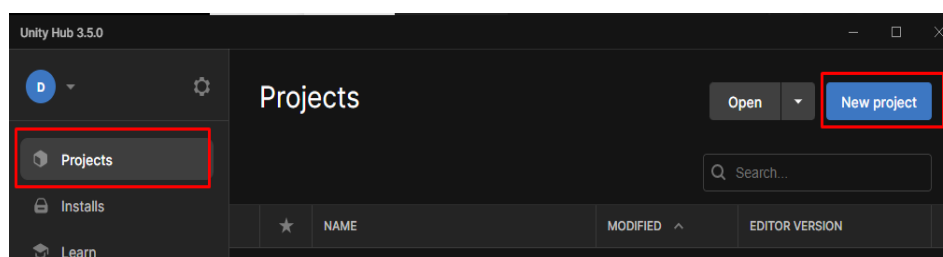 Unity Hub 3.5.0
D
Projects
Installs
Learn
Projects
Open
New project
Search...
NAME MODIFIED EDITOR VERSION